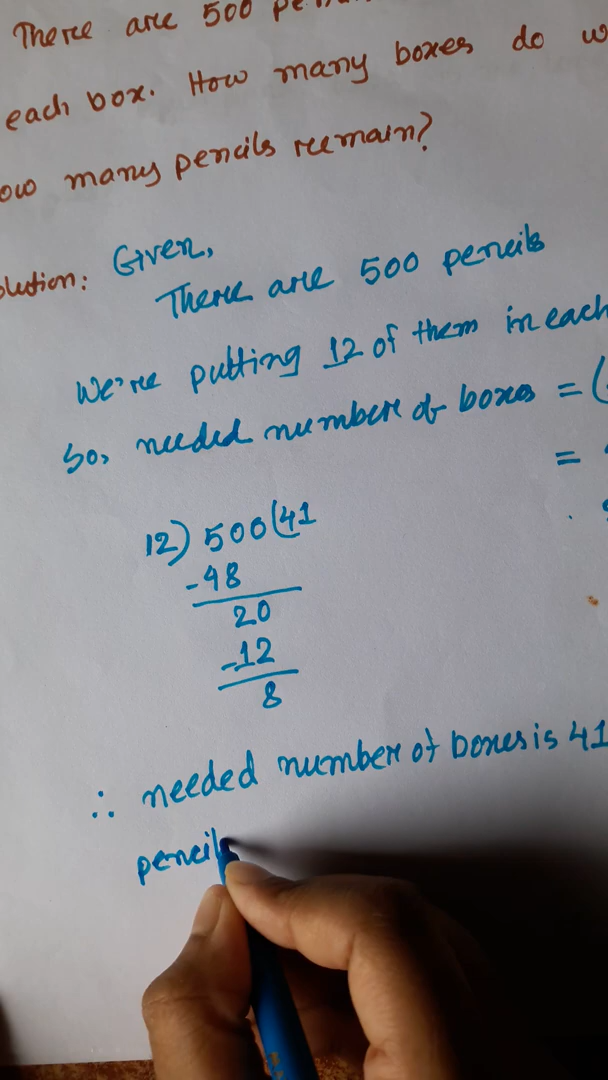 There are 500
each box. How many boxes do w
ow many pencils remain?
olution: Given,
There are 500 pencils
We're putting 12 of them in each
So, needed number of boxes = (
=
12) 500 (41
-48
20
-12
8
∴ needed number of boxes is 41
pencil